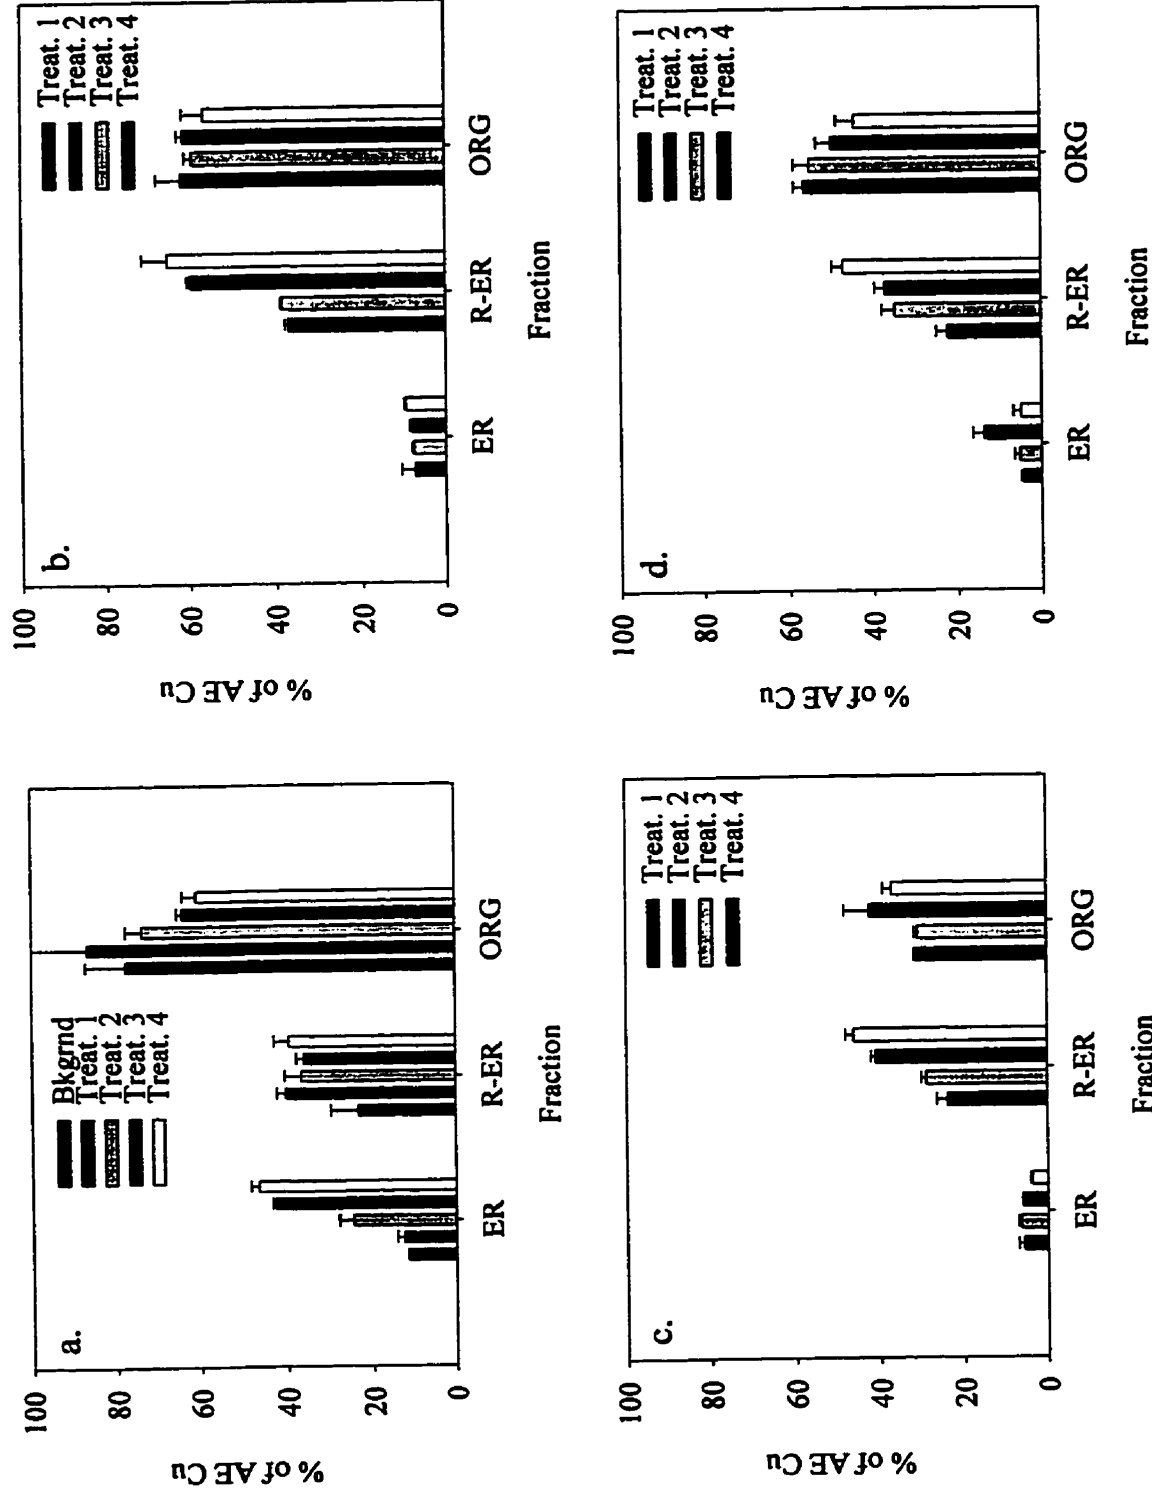 a.
% of AE Cu
100
80
60
40
20
0
Bkgrnd
Treat. 1
Treat. 2
Treat. 3
Treat. 4
ER
R-ER
ORG
Fraction
b.
% of AE Cu
100
80
60
40
20
0
Treat. 1
Treat. 2
Treat. 3
Treat. 4
ER
R-ER
ORG
Fraction
c.
% of AE Cu
100
80
60
40
20
0
Treat. 1
Treat. 2
Treat. 3
Treat. 4
ER
R-ER
ORG
Fraction
d.
% of AE Cu
100
80
60
40
20
0
Treat. 1
Treat. 2
Treat. 3
Treat. 4
ER
R-ER
ORG
Fraction